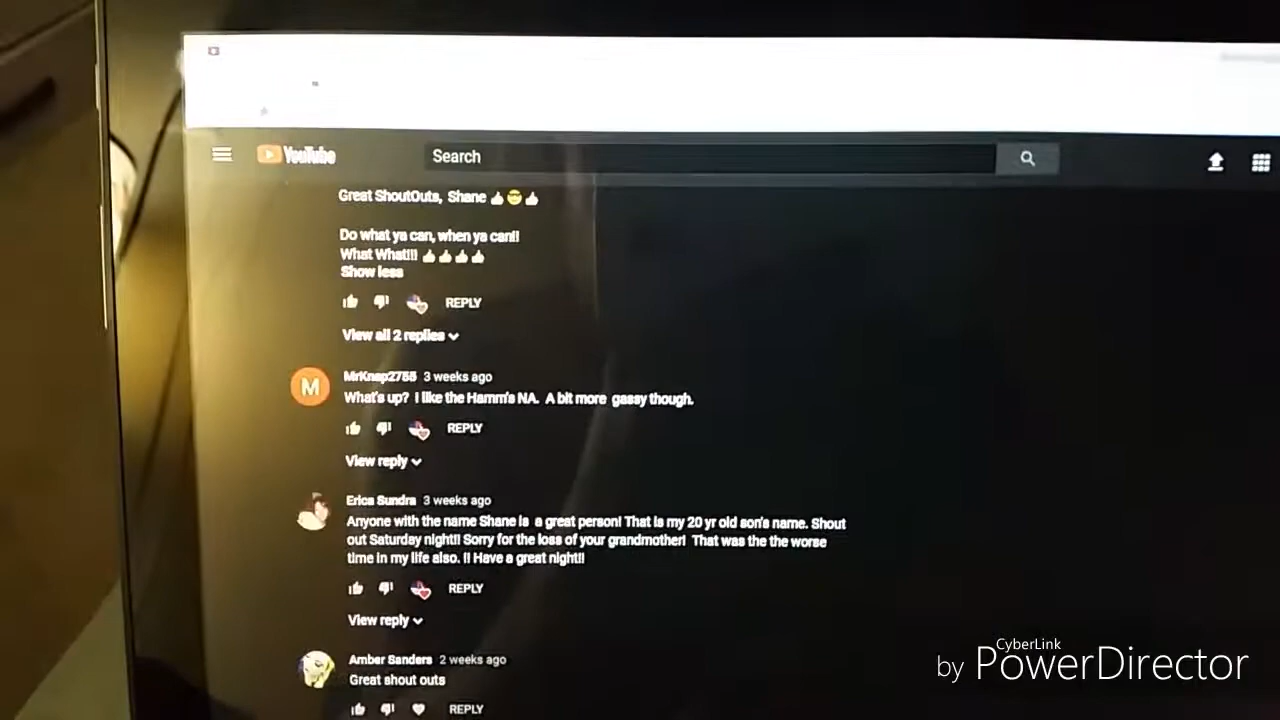 YouTube
Search
Great ShoutOuts, Shane 👍😎👍
Do what ya can, when ya can!!
What What!!! 👍👍👍👍
Show less
REPLY
View all 2 replies
M
MrKnap2755 3 weeks ago
What's up? I like the Hamm's NA. A bit more gassy though.
REPLY
View reply
Erica Sundra 3 weeks ago
Anyone with the name Shane is a great person! That is my 20 yr old son's name. Shout
out Saturday night!! Sorry for the loss of your grandmother! That was the the worse
time in my life also. !! Have a great night!!
REPLY
View reply
Amber Sanders 2 weeks ago
Great shout outs
REPLY
CyberLink
by PowerDirector